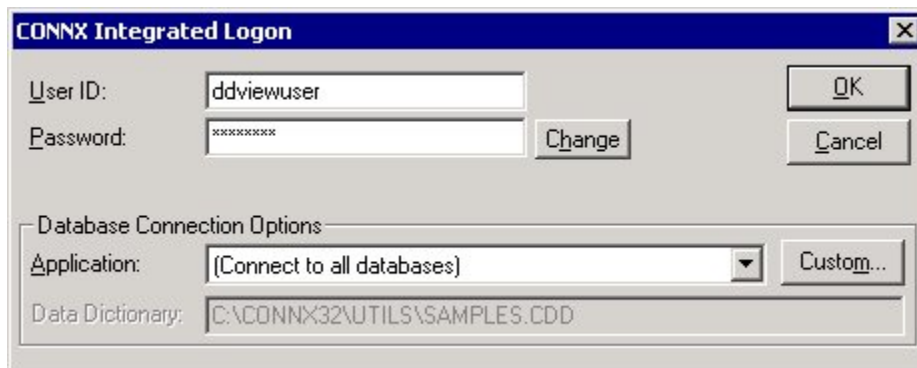 CONNX Integrated Logon
User ID: ddviewuser OK
Password: ******** Change Cancel
Database Connection Options
Application: (Connect to all databases) Custom...
Data Dictionary: C:\CONNX32\UTILS\SAMPLES.CDD